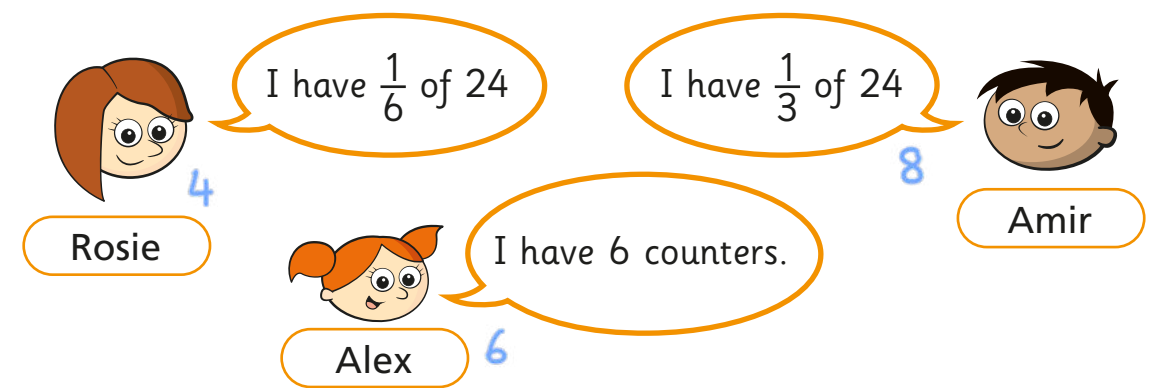 I have 1/6 of 24
I have 1/3 of 24
4
8
Rosie
Amir
I have 6 counters.
Alex
6